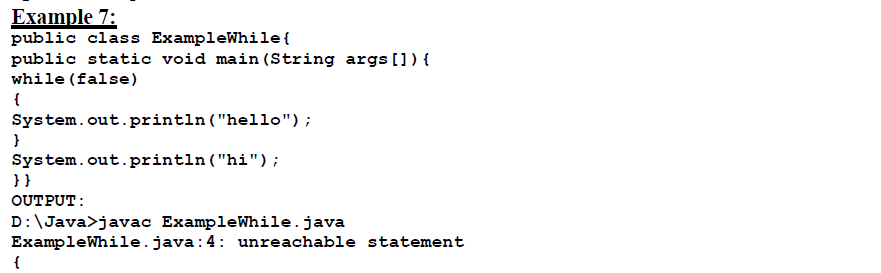 Example 7:
public class ExampleWhile{
public static void main(String args[]){
while(false)
{
System.out.println("hello");
}
System.out.println("hi");
}}
OUTPUT:
D:\Java>javac ExampleWhile.java
ExampleWhile.java:4: unreachable statement
{